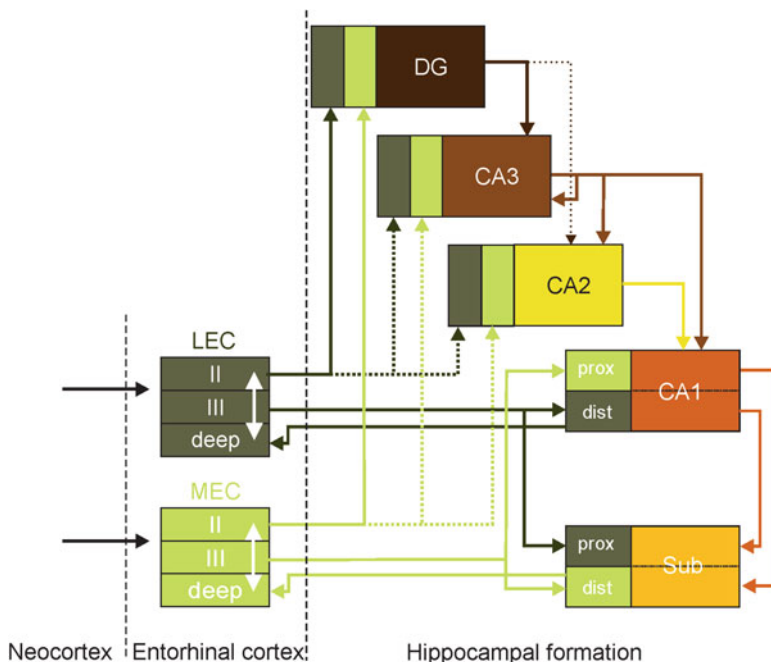 DG
CA3
CA2
LEC
II
III
deep
prox
dist
CA1
MEC
II
III
deep
prox
dist
Sub
Neocortex
Entorhinal cortex
Hippocampal formation